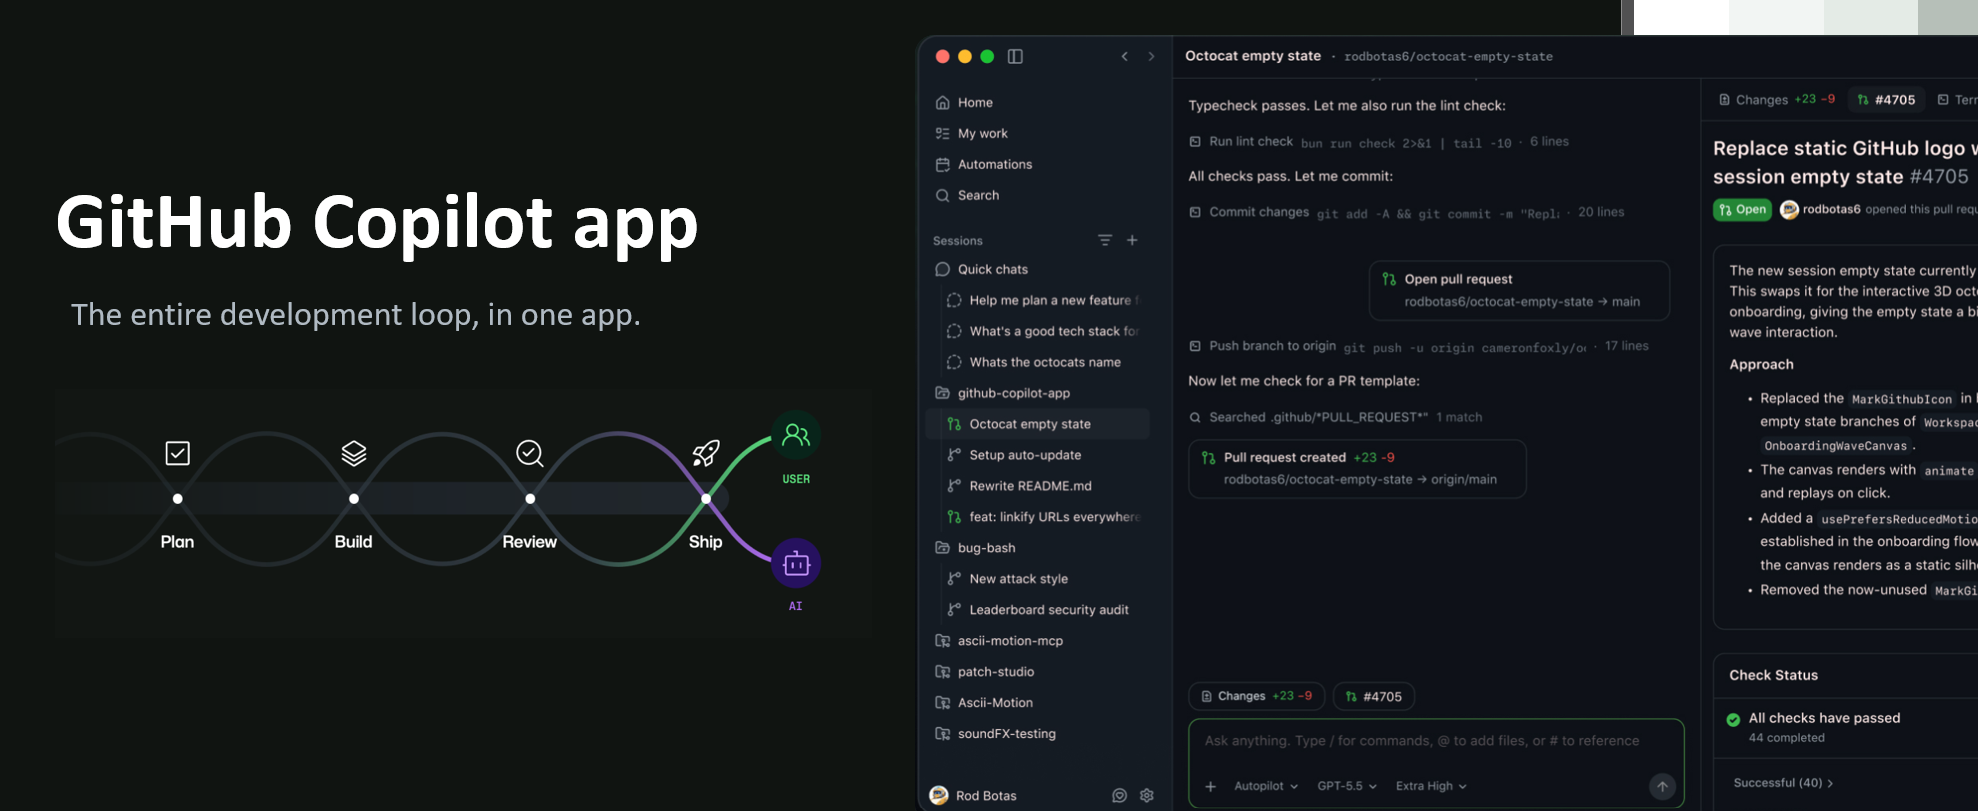 GitHub Copilot app
The entire development loop, in one app.
Plan
Build
Review
Ship
USER
AI
Home
My work
Automations
Search
Sessions
Quick chats
Help me plan a new feature
What's a good tech stack for
Whats the octocats name
github-copilot-app
Octocat empty state
Setup auto-update
Rewrite README.md
feat: linkify URLs everywhere
bug-bash
New attack style
Leaderboard security audit
ascii-motion-mcp
patch-studio
Ascii-Motion
soundFX-testing
Rod Botas
Octocat empty state · rodbotas6/octocat-empty-state
Typecheck passes. Let me also run the lint check:
Run lint check bun run check 2>&1 | tail -10 · 6 lines
All checks pass. Let me commit:
Commit changes git add -A && git commit -m "Repl · 20 lines
Open pull request
rodbotas6/octocat-empty-state → main
Push branch to origin git push -u origin cameronfoxly/oc · 17 lines
Now let me check for a PR template:
Searched .github/*PULL_REQUEST*" 1 match
Pull request created +23 -9
rodbotas6/octocat-empty-state → origin/main
Changes +23 -9
#4705
Ask anything. Type / for commands, @ to add files, or # to reference
Autopilot
GPT-5.5
Extra High
Changes +23 -9
#4705
Term
Replace static GitHub logo w
session empty state #4705
Open
rodbotas6 opened this pull requ
The new session empty state currently
This swaps it for the interactive 3D octo
onboarding, giving the empty state a bi
wave interaction.
Approach
• Replaced the MarkGithubIcon in
empty state branches of Workspac
OnboardingWaveCanvas.
• The canvas renders with animate
and replays on click.
• Added a usePrefersReducedMotio
established in the onboarding flow
the canvas renders as a static silh
• Removed the now-unused MarkGi
Check Status
All checks have passed
44 completed
Successful (40)